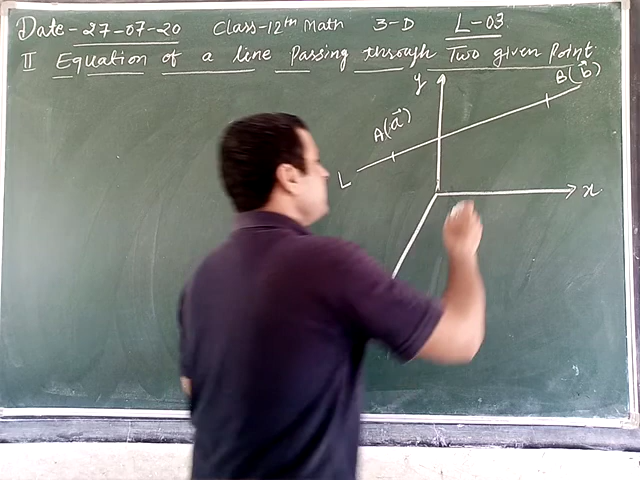 Date-27-07-20 Class-12th Math 3-D L-03
II Equation of a line Passing through Two given Point.
y
B(b⃗)
A(a⃗)
L
x